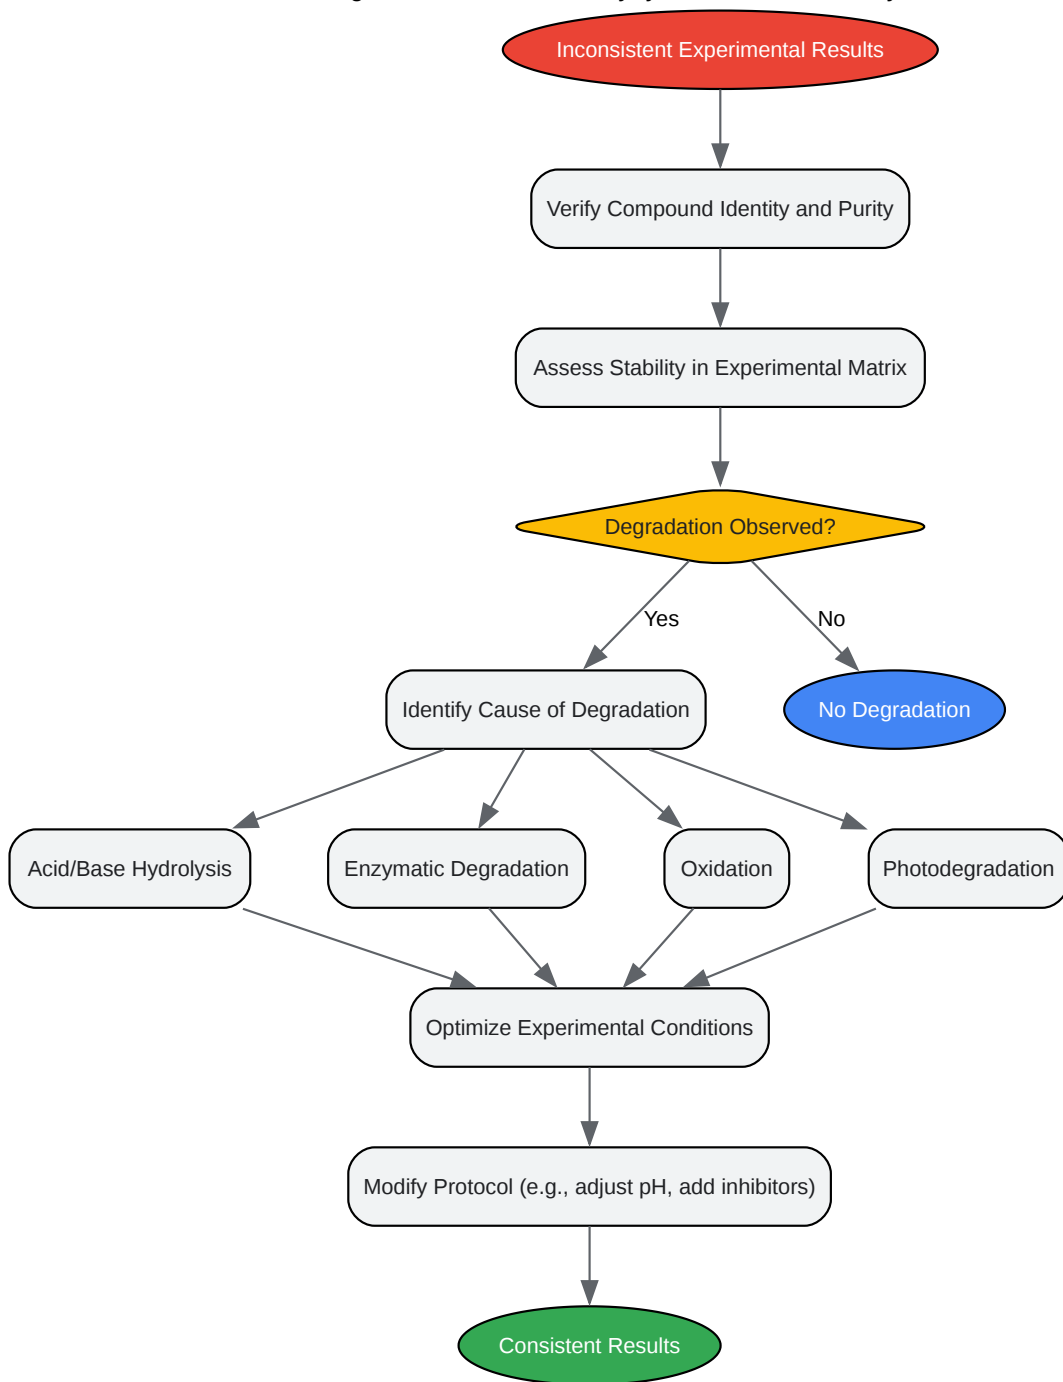 Inconsistent Experimental Results
Verify Compound Identity and Purity
Assess Stability in Experimental Matrix
Degradation Observed?
Yes
No
Identify Cause of Degradation
No Degradation
Acid/Base Hydrolysis
Enzymatic Degradation
Oxidation
Photodegradation
Optimize Experimental Conditions
Modify Protocol (e.g., adjust pH, add inhibitors)
Consistent Results